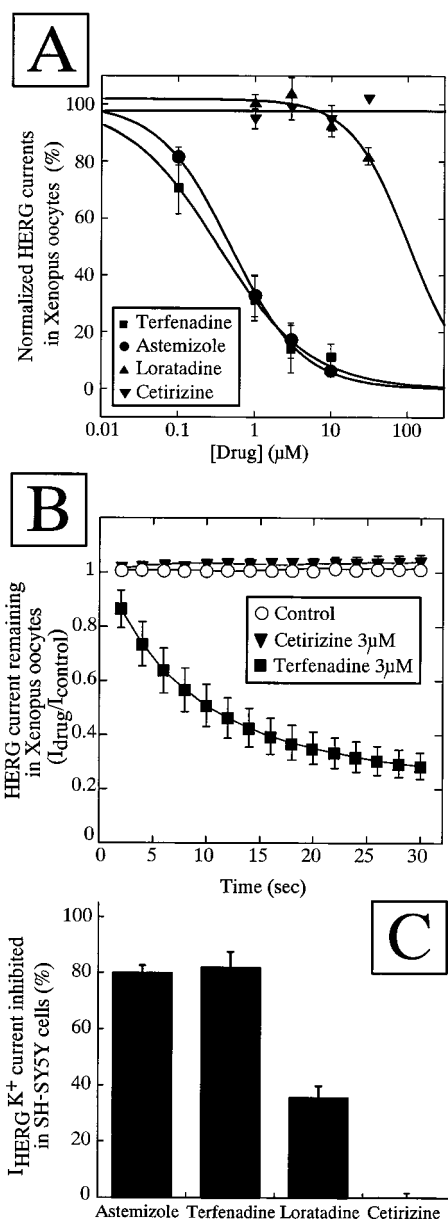 A
Normalized HERG currents
in Xenopus oocytes (%)
100
80
60
40
20
0
Terfenadine
Astemizole
Loratadine
Cetirizine
0.01
0.1
1
10
100
[Drug] (µM)
B
HERG current remaining
in Xenopus oocytes
(Idrug/Icontrol)
1
0.8
0.6
0.4
0.2
0
Control
Cetirizine 3µM
Terfenadine 3µM
0
5
10
15
20
25
30
Time (sec)
C
IHERG K+ current inhibited
in SH-SY5Y cells (%)
100
80
60
40
20
0
Astemizole Terfenadine Loratadine Cetirizine